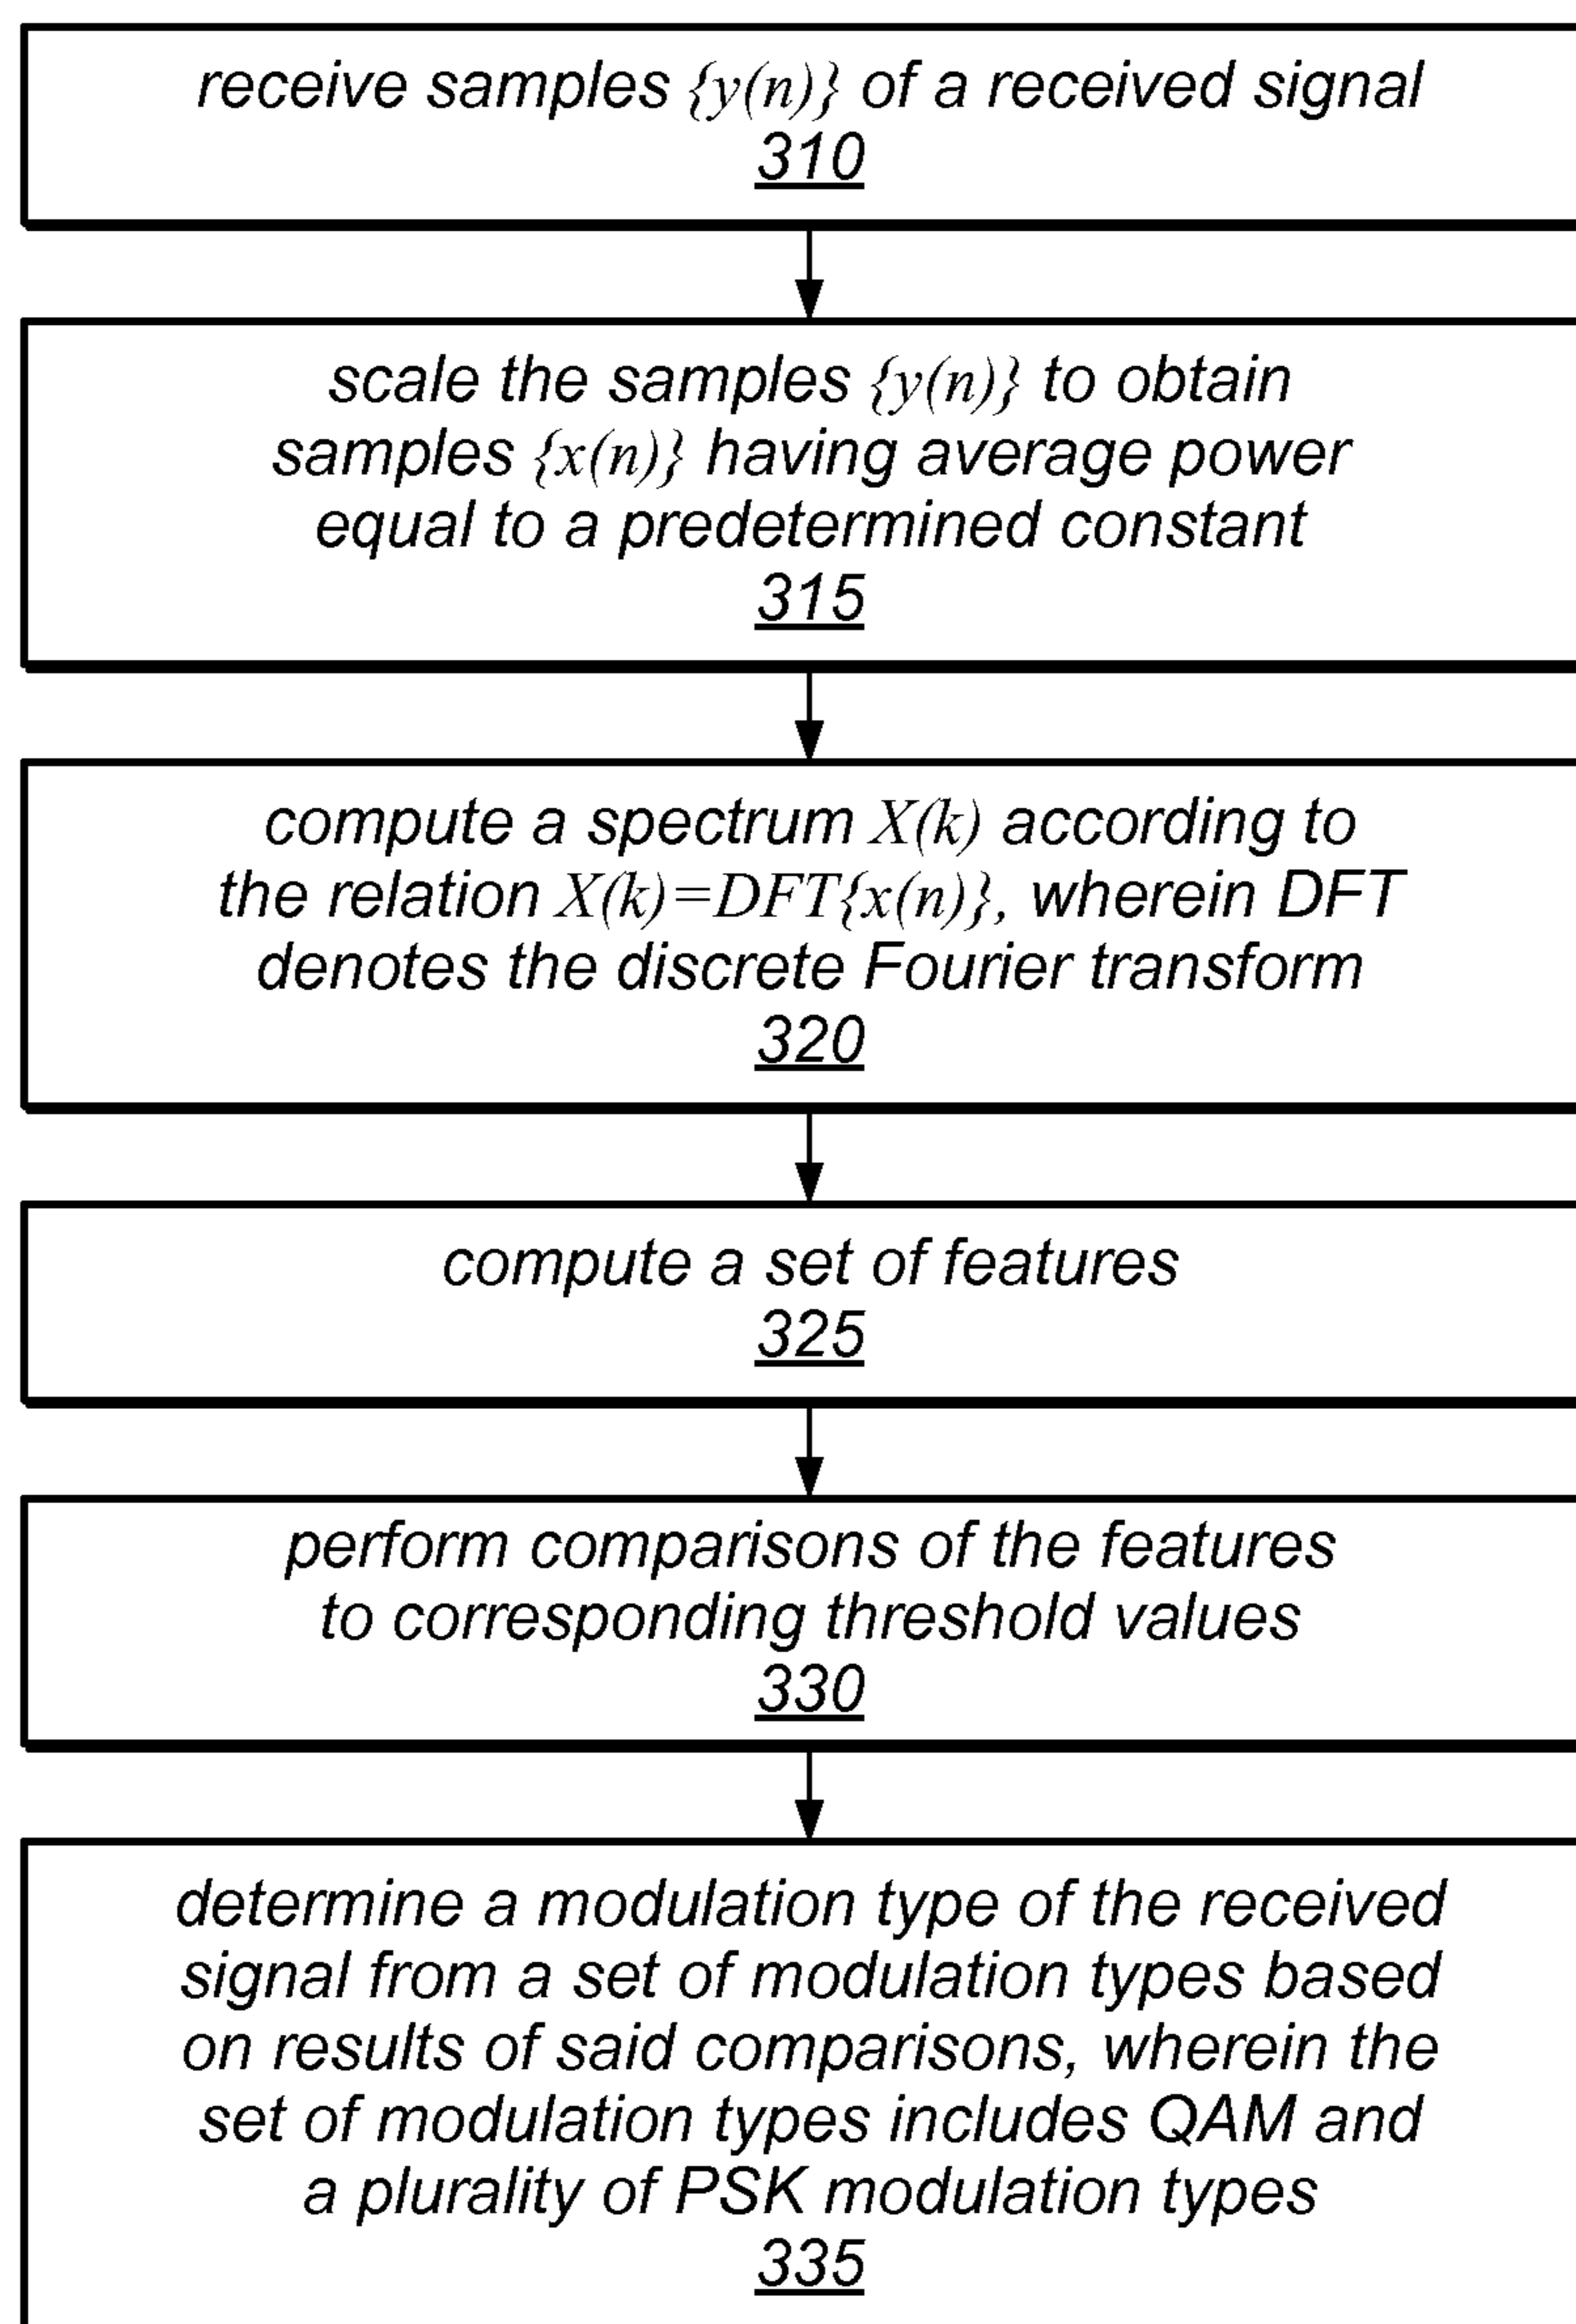 receive samples {y(n)} of a received signal
310
scale the samples {y(n)} to obtain
samples {x(n)} having average power
equal to a predetermined constant
315
compute a spectrum X(k) according to
the relation X(k)=DFT{x(n)}, wherein DFT
denotes the discrete Fourier transform
320
compute a set of features
325
perform comparisons of the features
to corresponding threshold values
330
determine a modulation type of the received
signal from a set of modulation types based
on results of said comparisons, wherein the
set of modulation types includes QAM and
a plurality of PSK modulation types
335